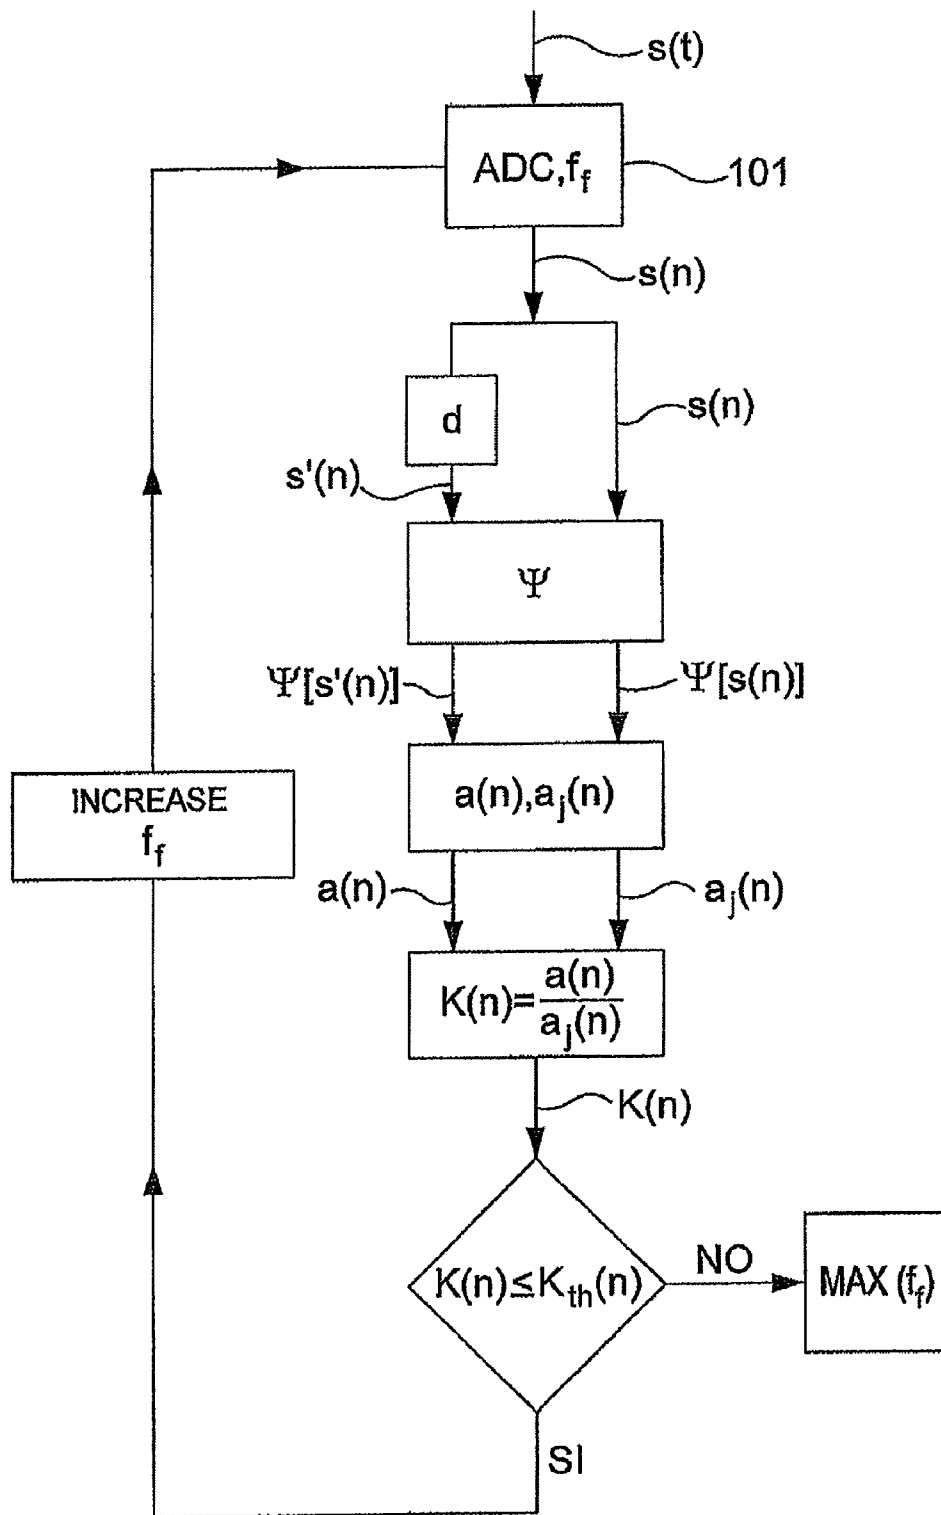 s(t)
ADC,f_f
101
s(n)
d
s(n)
s'(n)
Ψ
Ψ[s'(n)]
Ψ[s(n)]
a(n),a_j(n)
INCREASE
f_f
a(n)
a_j(n)
K(n)=a(n)/a_j(n)
K(n)
K(n)≤K_th(n)
NO
MAX (f_f)
SI